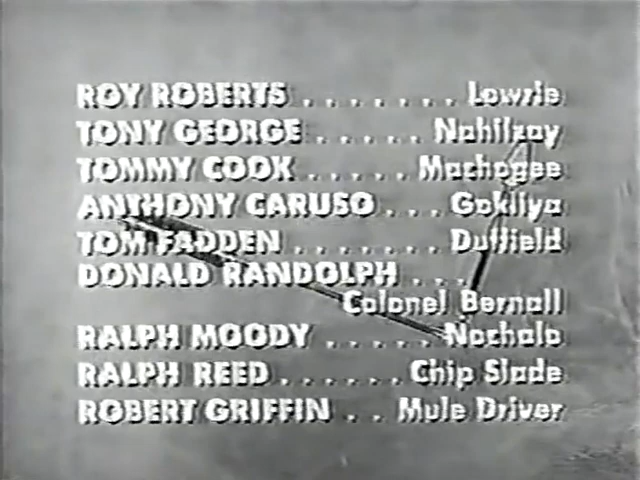 ROY ROBERTS . . . . . . . Lowrie
TONY GEORGE . . . . . Nahilzay
TOMMY COOK . . . . . Machogee
ANTHONY CARUSO . . . Gokliya
TOM FADDEN . . . . . . . Duffield
DONALD RANDOLPH . . .
Colonel Bernall
RALPH MOODY . . . . . Nochalo
RALPH REED . . . . . . Chip Slade
ROBERT GRIFFIN . . Mule Driver